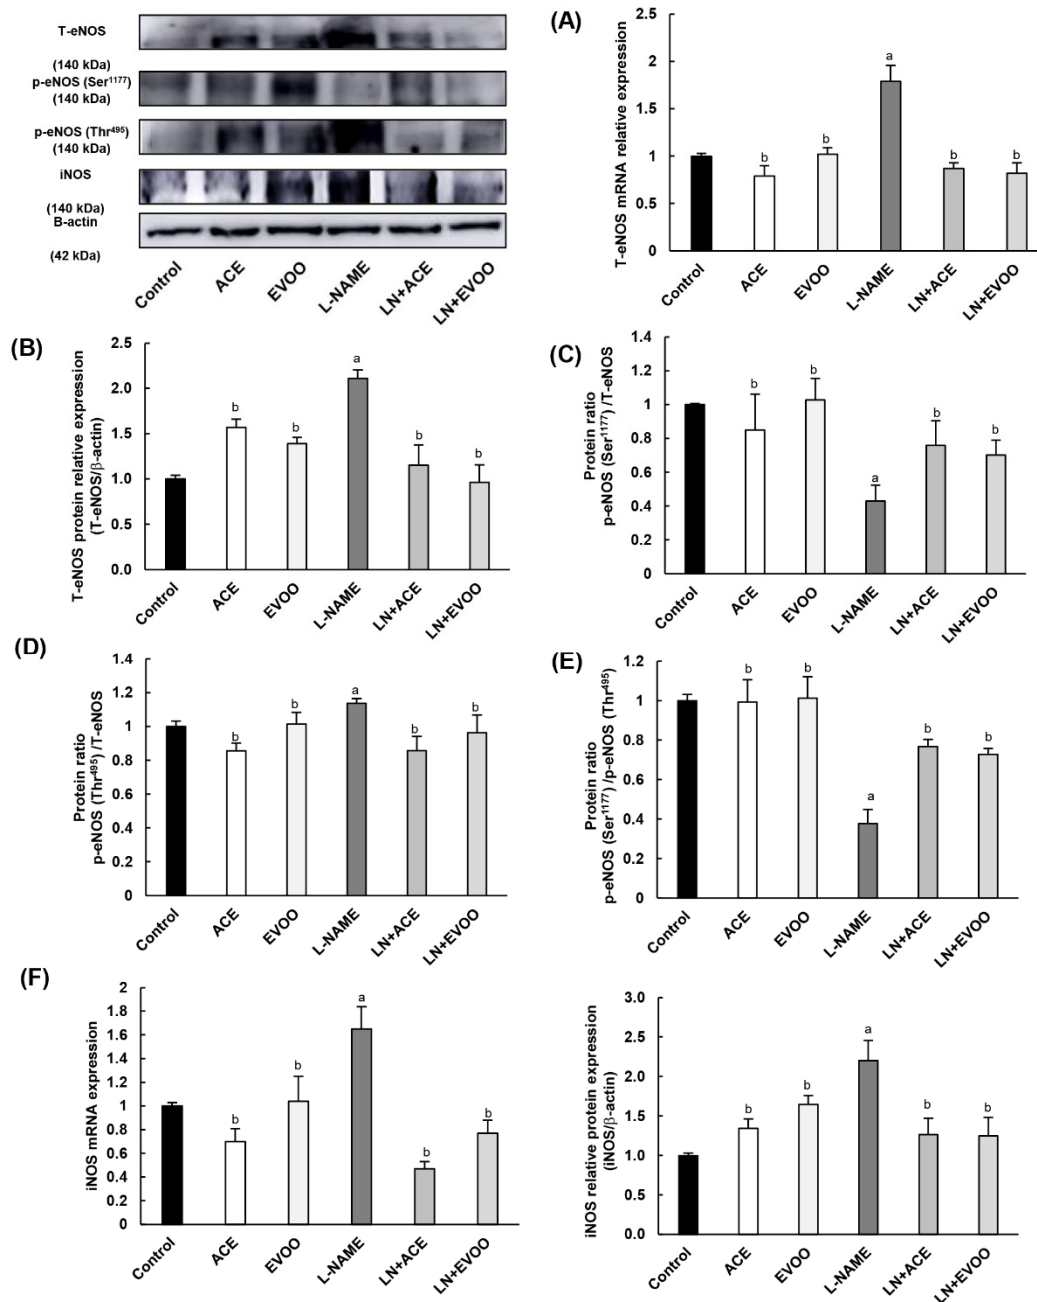 T-eNOS
(140 kDa)
p-eNOS (Ser¹¹⁷⁷)
(140 kDa)
p-eNOS (Thr⁴⁹⁵)
(140 kDa)
iNOS
(140 kDa)
B-actin
(42 kDa)
Control
ACE
EVOO
L-NAME
LN+ACE
LN+EVOO
(A)
T-eNOS mRNA relative expression
2.5
2
1.5
1
0.5
0
b
b
a
b
b
Control
ACE
EVOO
L-NAME
LN+ACE
LN+EVOO
(B)
T-eNOS protein relative expression
(T-eNOS/β-actin)
2.5
2.0
1.5
1.0
0.5
0.0
b
b
a
b
b
Control
ACE
EVOO
L-NAME
LN+ACE
LN+EVOO
(C)
Protein ratio
p-eNOS (Ser¹¹⁷⁷) /T-eNOS
1.4
1.2
1
0.8
0.6
0.4
0.2
0
b
b
a
b
b
Control
ACE
EVOO
L-NAME
LN+ACE
LN+EVOO
(D)
Protein ratio
p-eNOS (Thr⁴⁹⁵) /T-eNOS
1.4
1.2
1
0.8
0.6
0.4
0.2
0
b
b
a
b
b
Control
ACE
EVOO
L-NAME
LN+ACE
LN+EVOO
(E)
Protein ratio
p-eNOS (Ser¹¹⁷⁷) /p-eNOS (Thr⁴⁹⁵)
1.2
1
0.8
0.6
0.4
0.2
0
b
b
a
b
b
Control
ACE
EVOO
L-NAME
LN+ACE
LN+EVOO
(F)
iNOS mRNA expression
2
1.8
1.6
1.4
1.2
1
0.8
0.6
0.4
0.2
0
b
b
a
b
b
Control
ACE
EVOO
L-NAME
LN+ACE
LN+EVOO
iNOS relative protein expression
(iNOS/β-actin)
3.0
2.5
2.0
1.5
1.0
0.5
0.0
b
b
a
b
b
Control
ACE
EVOO
L-NAME
LN+ACE
LN+EVOO